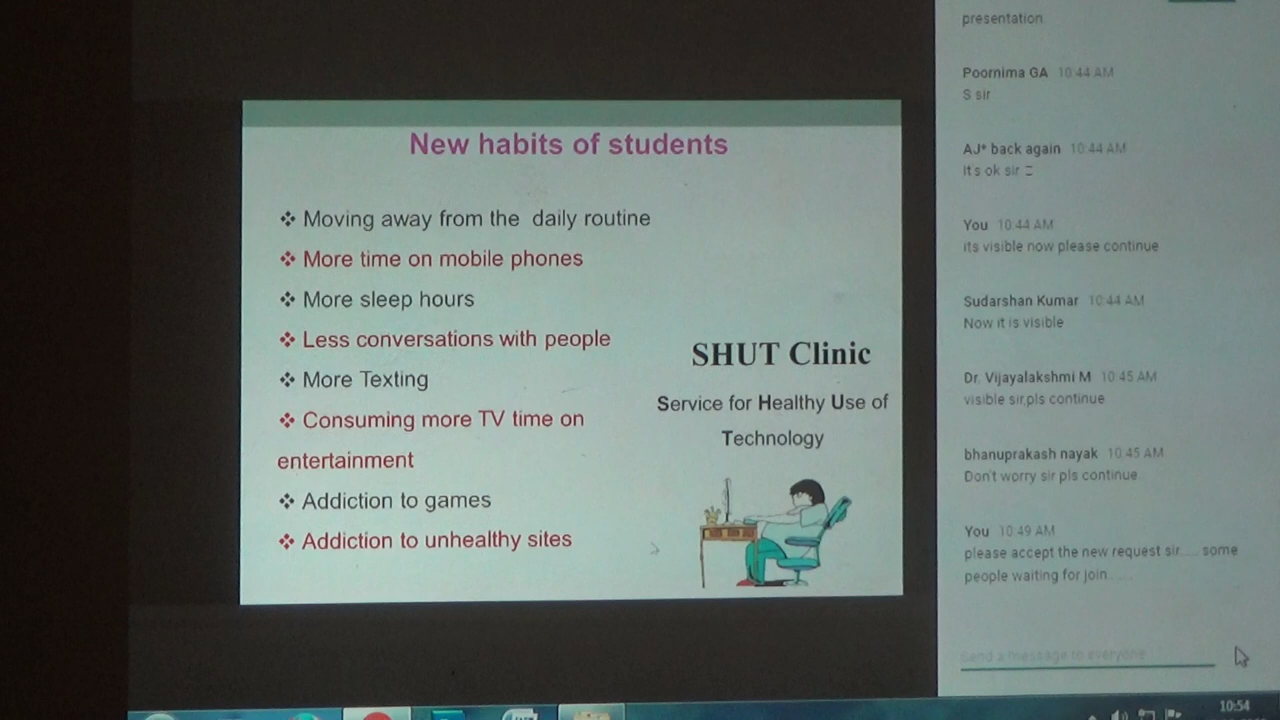 New habits of students
❖ Moving away from the daily routine
❖ More time on mobile phones
❖ More sleep hours
❖ Less conversations with people
❖ More Texting
❖ Consuming more TV time on
entertainment
❖ Addiction to games
❖ Addiction to unhealthy sites
SHUT Clinic
Service for Healthy Use of
Technology
presentation.
Poornima GA 10:44 AM
S sir
AJ* back again 10:44 AM
It's ok sir
You 10:44 AM
its visible now please continue
Sudarshan Kumar 10:44 AM
Now it is visible
Dr. Vijayalakshmi M 10:45 AM
visible sir,pls continue
bhanuprakash nayak 10:45 AM
Don't worry sir pls continue.
You 10:49 AM
please accept the new request sir..... some
people waiting for join......
Send a message to everyone
10:54